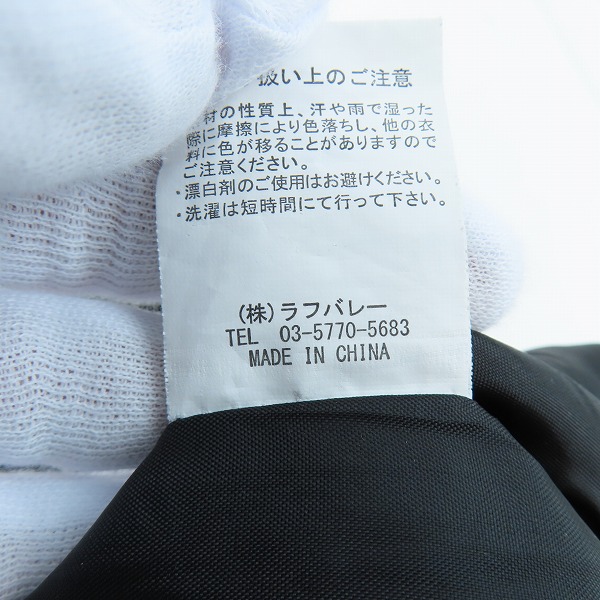 扱い上のご注意
材の性質上、汗や雨で湿った
際に摩擦により色落ちし、他の衣
料に色が移ることがありますので
ご注意ください。
・漂白剤のご使用はお避けください。
・洗濯は短時間にて行って下さい。
(株)ラフバレー
TEL 03-5770-5683
MADE IN CHINA